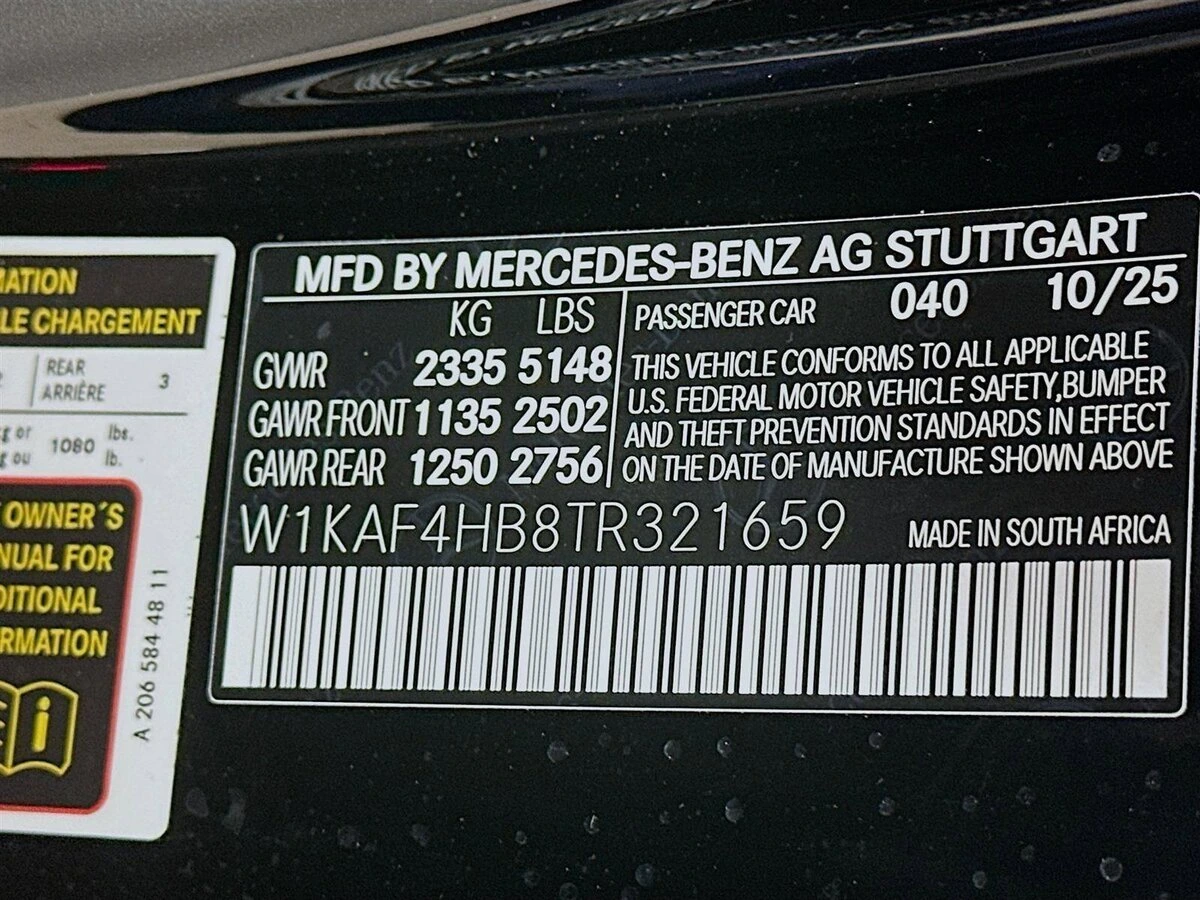 MATION
LE CHARGEMENT
REAR
ARRIÈRE 3
or 1080 lbs.
ou lb.
OWNER´S
NUAL FOR
DITIONAL
RMATION
A 206 584 48 11
MFD BY MERCEDES-BENZ AG STUTTGART
KG LBS
GVWR 2335 5148
GAWR FRONT 1135 2502
GAWR REAR 1250 2756
PASSENGER CAR 040 10/25
THIS VEHICLE CONFORMS TO ALL APPLICABLE
U.S. FEDERAL MOTOR VEHICLE SAFETY,BUMPER
AND THEFT PREVENTION STANDARDS IN EFFECT
ON THE DATE OF MANUFACTURE SHOWN ABOVE
W1KAF4HB8TR321659
MADE IN SOUTH AFRICA